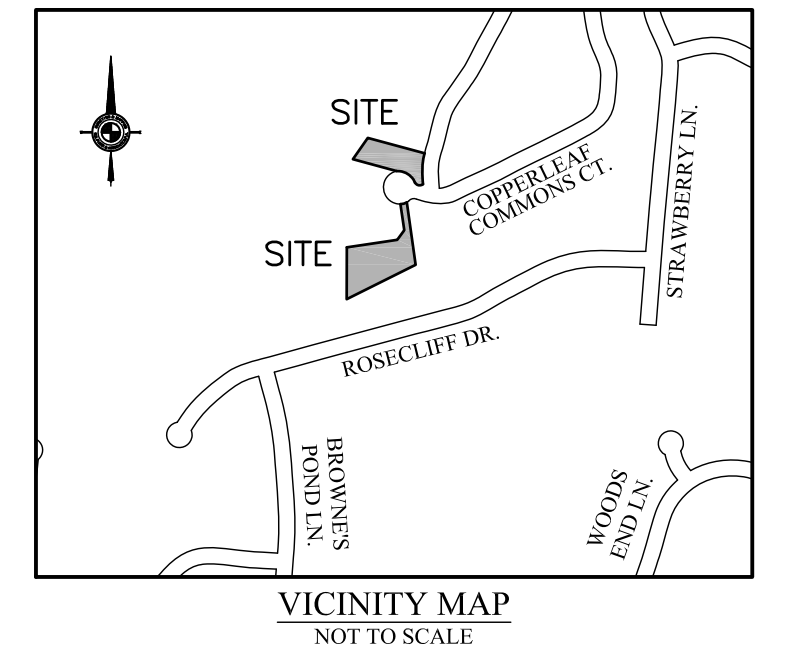 SITE
COPPERLEAF
COMMONS CT.
STRAWBERRY LN.
SITE
ROSECLIFF DR.
BROWNE'S
POND LN.
WOODS
END LN.
VICINITY MAP
NOT TO SCALE